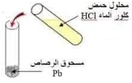 محلول حمض
كلور الماء HCl
مسحوق الرصاص
Pb